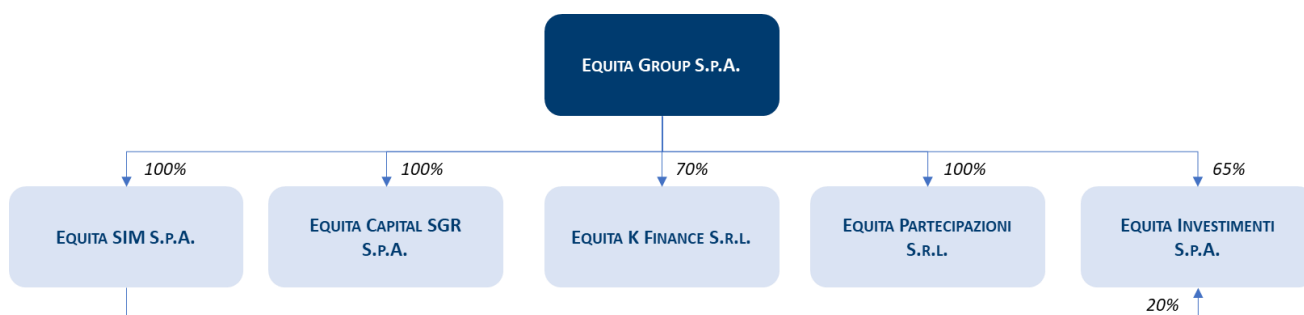 EQUITA GROUP S.P.A.
100% 100% 70% 100% 65%
EQUITA SIM S.P.A.
EQUITA CAPITAL SGR
S.P.A.
EQUITA K FINANCE S.R.L.
EQUITA PARTECIPAZIONI
S.R.L.
EQUITA INVESTIMENTI
S.P.A.
20%